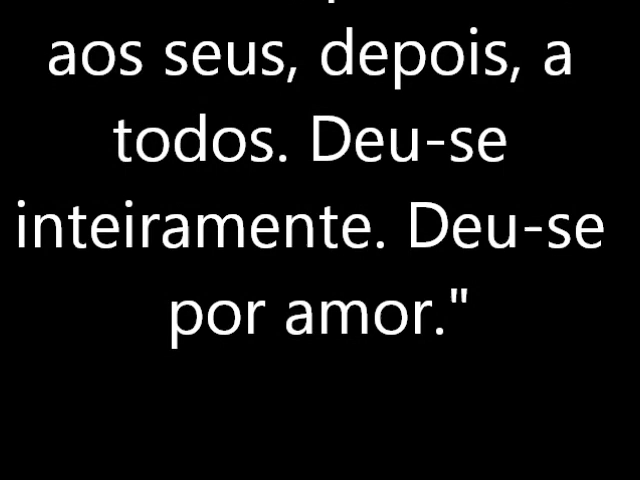 aos seus, depois, a
todos. Deu-se
inteiramente. Deu-se
por amor."